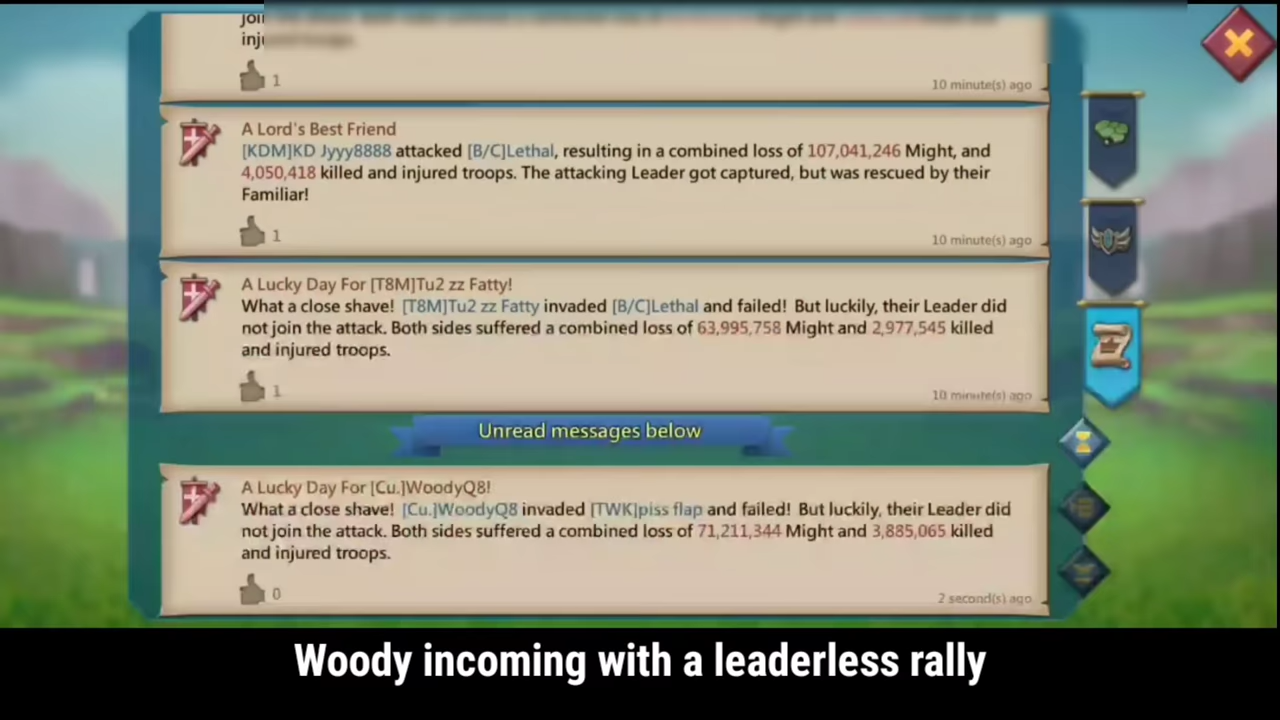 joi
inju
1
10 minute(s) ago
A Lord's Best Friend
[KDM]KD Jyyy8888 attacked [B/C]Lethal, resulting in a combined loss of 107,041,246 Might, and
4,050,418 killed and injured troops. The attacking Leader got captured, but was rescued by their
Familiar!
1
10 minute(s) ago
A Lucky Day For [T8M]Tu2 zz Fatty!
What a close shave! [T8M]Tu2 zz Fatty invaded [B/C]Lethal and failed! But luckily, their Leader did
not join the attack. Both sides suffered a combined loss of 63,995,758 Might and 2,977,545 killed
and injured troops.
1
10 minute(s) ago
Unread messages below
A Lucky Day For [Cu.]WoodyQ8!
What a close shave! [Cu.]WoodyQ8 invaded [TWK]piss flap and failed! But luckily, their Leader did
not join the attack. Both sides suffered a combined loss of 71,211,344 Might and 3,885,065 killed
and injured troops.
0
2 second(s) ago
Woody incoming with a leaderless rally